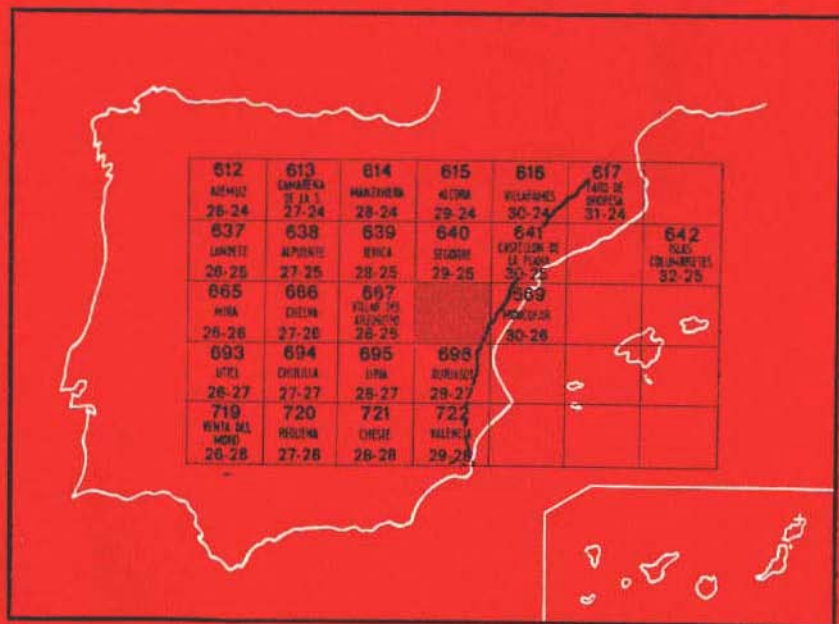 612 613 614 615 616 617
ADEMUZ CAMARENA DE LA S. MANZANERA ALCORA VILLAFAMES FARO DE OROPESA
26-24 27-24 28-24 29-24 30-24 31-24
637 638 639 640 641 642
LANDETE ALPUENTE JERICA SEGORBE CASTELLON DE LA PLANA ISLAS COLUMBRETES
26-25 27-25 28-25 29-25 30-25 32-25
665 666 667 669
MIRA CHELVA VILLAR DEL ARZOBISPO MONCOFAR
26-26 27-26 28-26 30-26
693 694 695 696
UTIEL CHULILLA LIRIA BURJASOT
26-27 27-27 28-27 29-27
719 720 721 722
VENTA DEL MORO REQUENA CHESTE VALENCIA
26-28 27-28 28-28 29-28